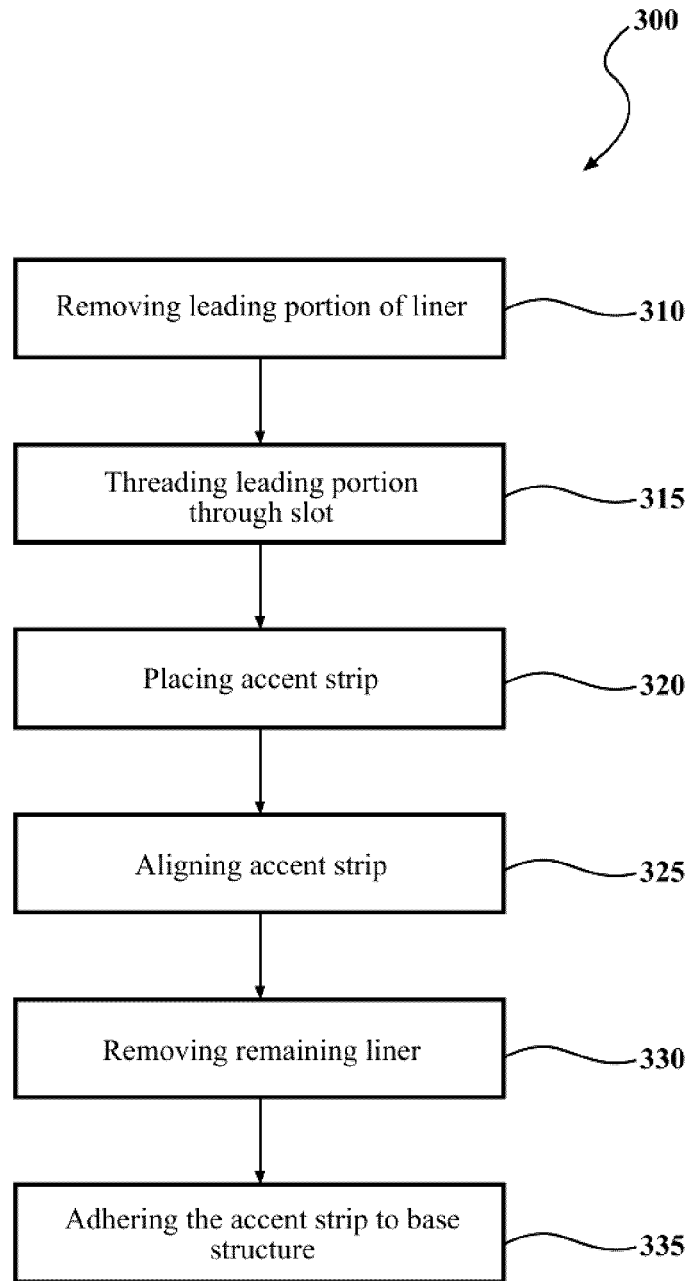 300
Removing leading portion of liner
310
Threading leading portion
through slot
315
Placing accent strip
320
Aligning accent strip
325
Removing remaining liner
330
Adhering the accent strip to base
structure
335